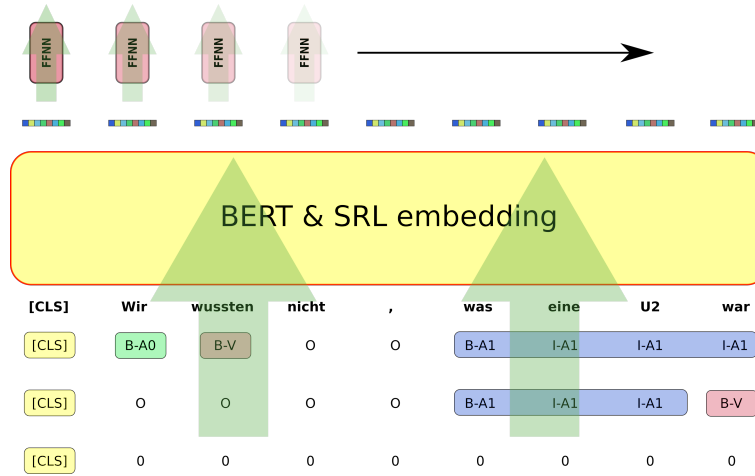 FFNN FFNN FFNN FFNN
BERT & SRL embedding
[CLS] Wir wussten nicht , was eine U2 war
[CLS] B-A0 B-V O O B-A1 I-A1 I-A1 I-A1
[CLS] O O O O B-A1 I-A1 I-A1 B-V
[CLS] 0 0 0 0 0 0 0 0